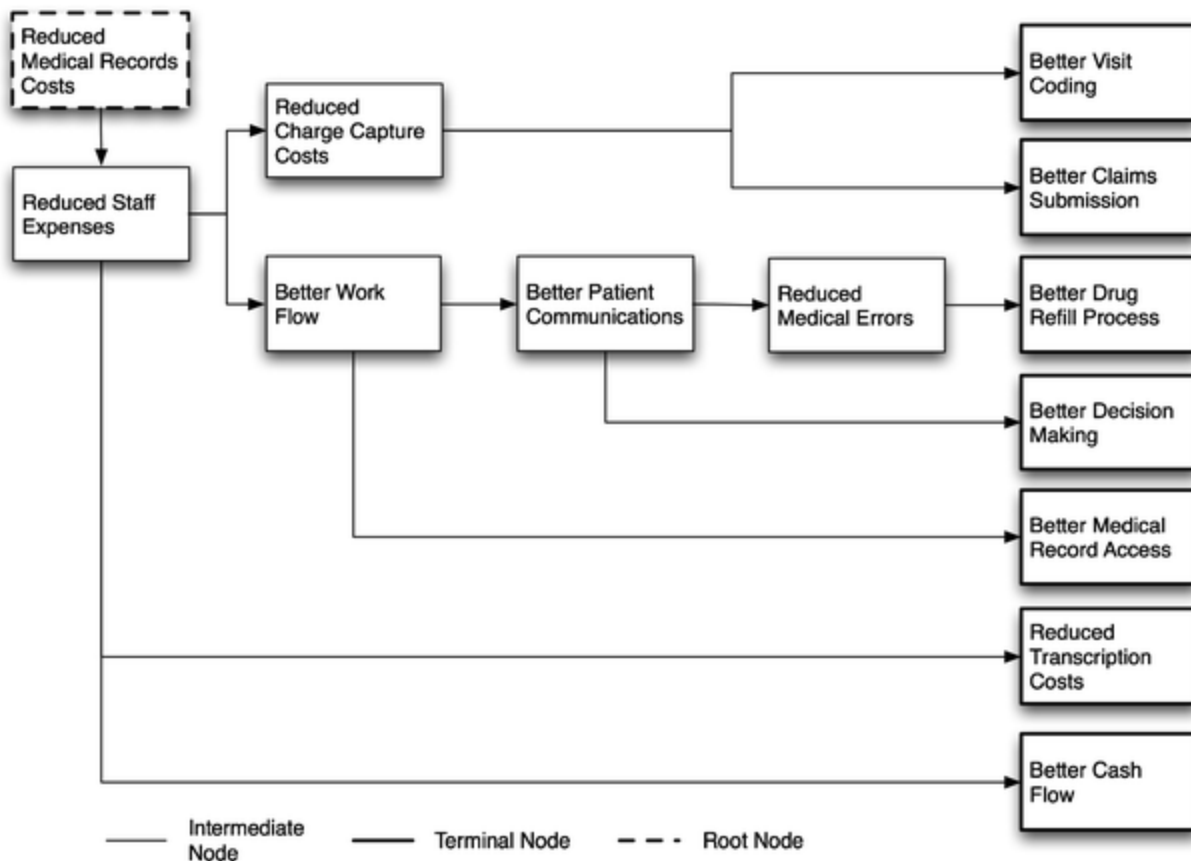 Reduced
Medical Records
Costs
Reduced Staff
Expenses
Reduced
Charge Capture
Costs
Better Work
Flow
Better Patient
Communications
Reduced
Medical Errors
Better Visit
Coding
Better Claims
Submission
Better Drug
Refill Process
Better Decision
Making
Better Medical
Record Access
Reduced
Transcription
Costs
Better Cash
Flow
Intermediate
Node
Terminal Node
Root Node